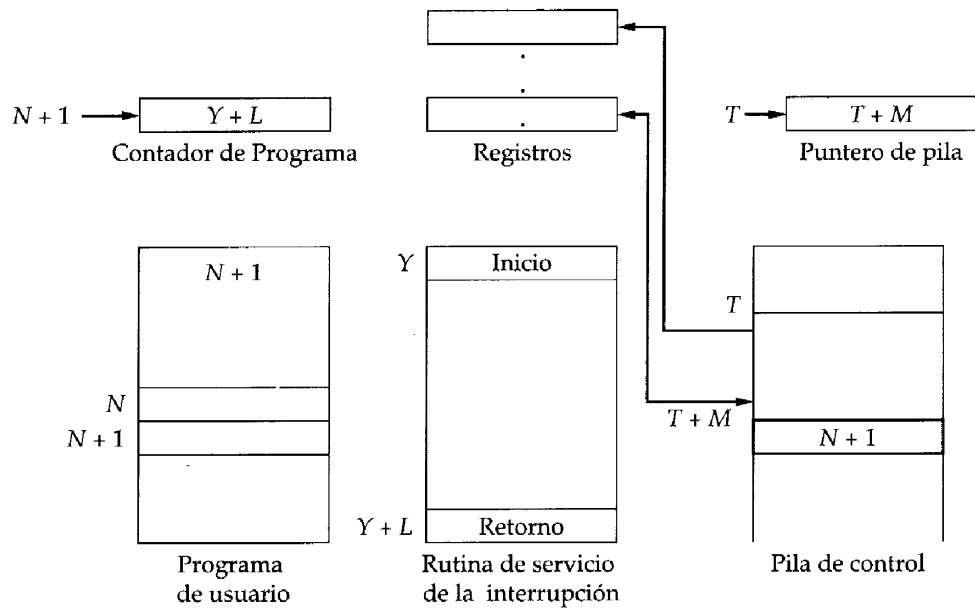 N + 1
Y + L
Contador de Programa
Registros
T
T + M
Puntero de pila
N + 1
N
N + 1
Programa
de usuario
Y
Inicio
Y + L
Retorno
Rutina de servicio
de la interrupción
T
T + M
N + 1
Pila de control